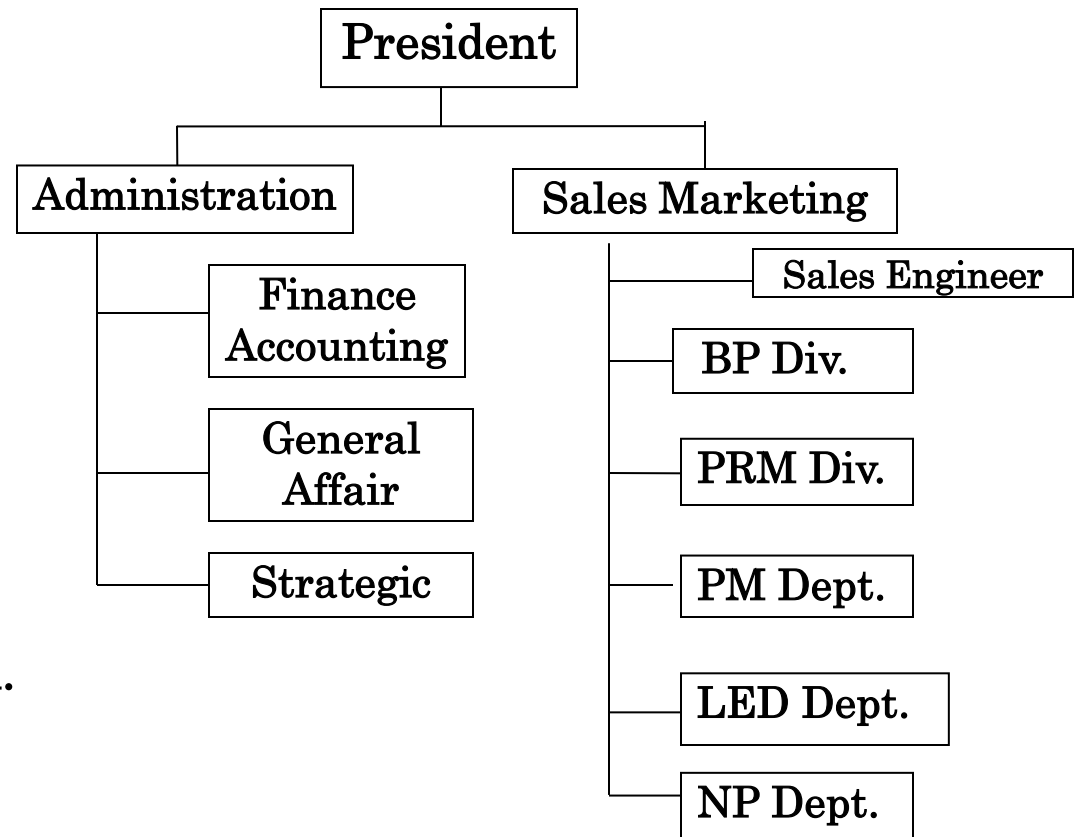 President
Administration
Sales Marketing
Sales Engineer
Finance
Accounting
BP Div.
General
Affair
PRM Div.
Strategic
PM Dept.
LED Dept.
NP Dept.